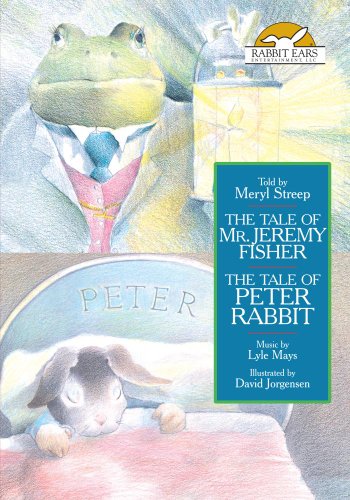 RABBIT EARS
ENTERTAINMENT, LLC
Told by
Meryl Streep
THE TALE OF
MR. JEREMY
FISHER
THE TALE OF
PETER
RABBIT
Music by
Lyle Mays
Illustrated by
David Jorgensen
PETER